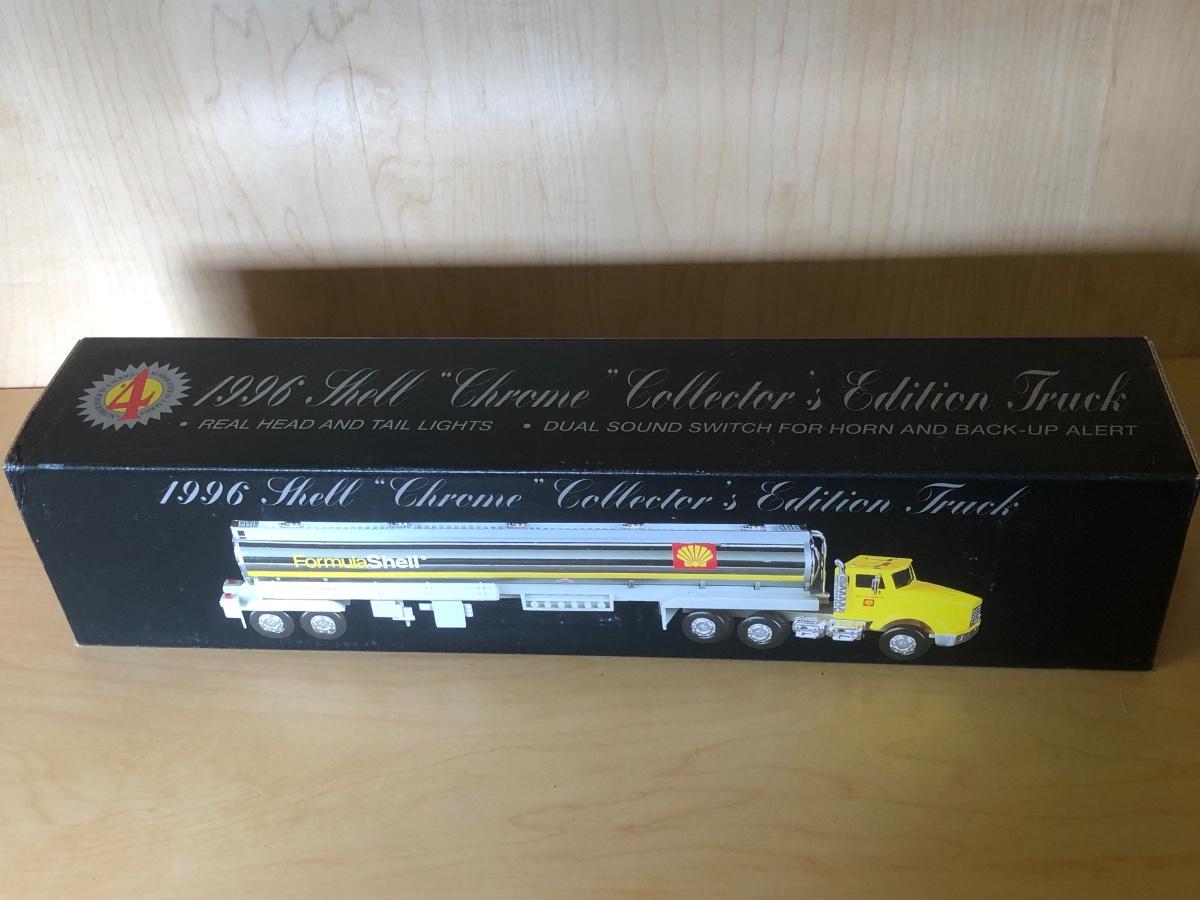 #4
1996 Shell "Chrome "Collector's Edition Truck
• REAL HEAD AND TAIL LIGHTS • DUAL SOUND SWITCH FOR HORN AND BACK-UP ALERT
1996 Shell "Chrome" Collector's Edition Truck
FormulaShell®